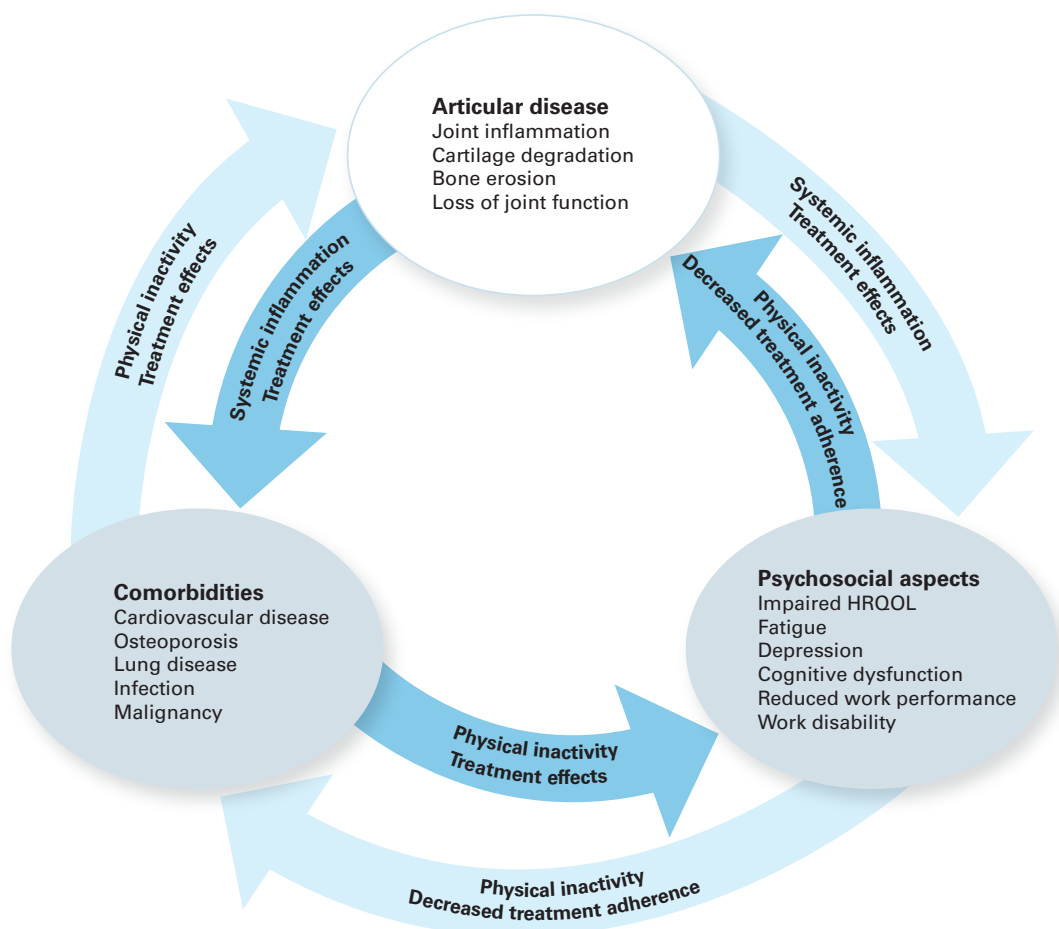 Articular disease
Joint inflammation
Cartilage degradation
Bone erosion
Loss of joint function
Physical inactivity
Treatment effects
Systemic inflammation
Treatment effects
Systemic inflammation
Treatment effects
Physical inactivity
Decreased treatment adherence
Comorbidities
Cardiovascular disease
Osteoporosis
Lung disease
Infection
Malignancy
Psychosocial aspects
Impaired HRQOL
Fatigue
Depression
Cognitive dysfunction
Reduced work performance
Work disability
Physical inactivity
Treatment effects
Physical inactivity
Decreased treatment adherence